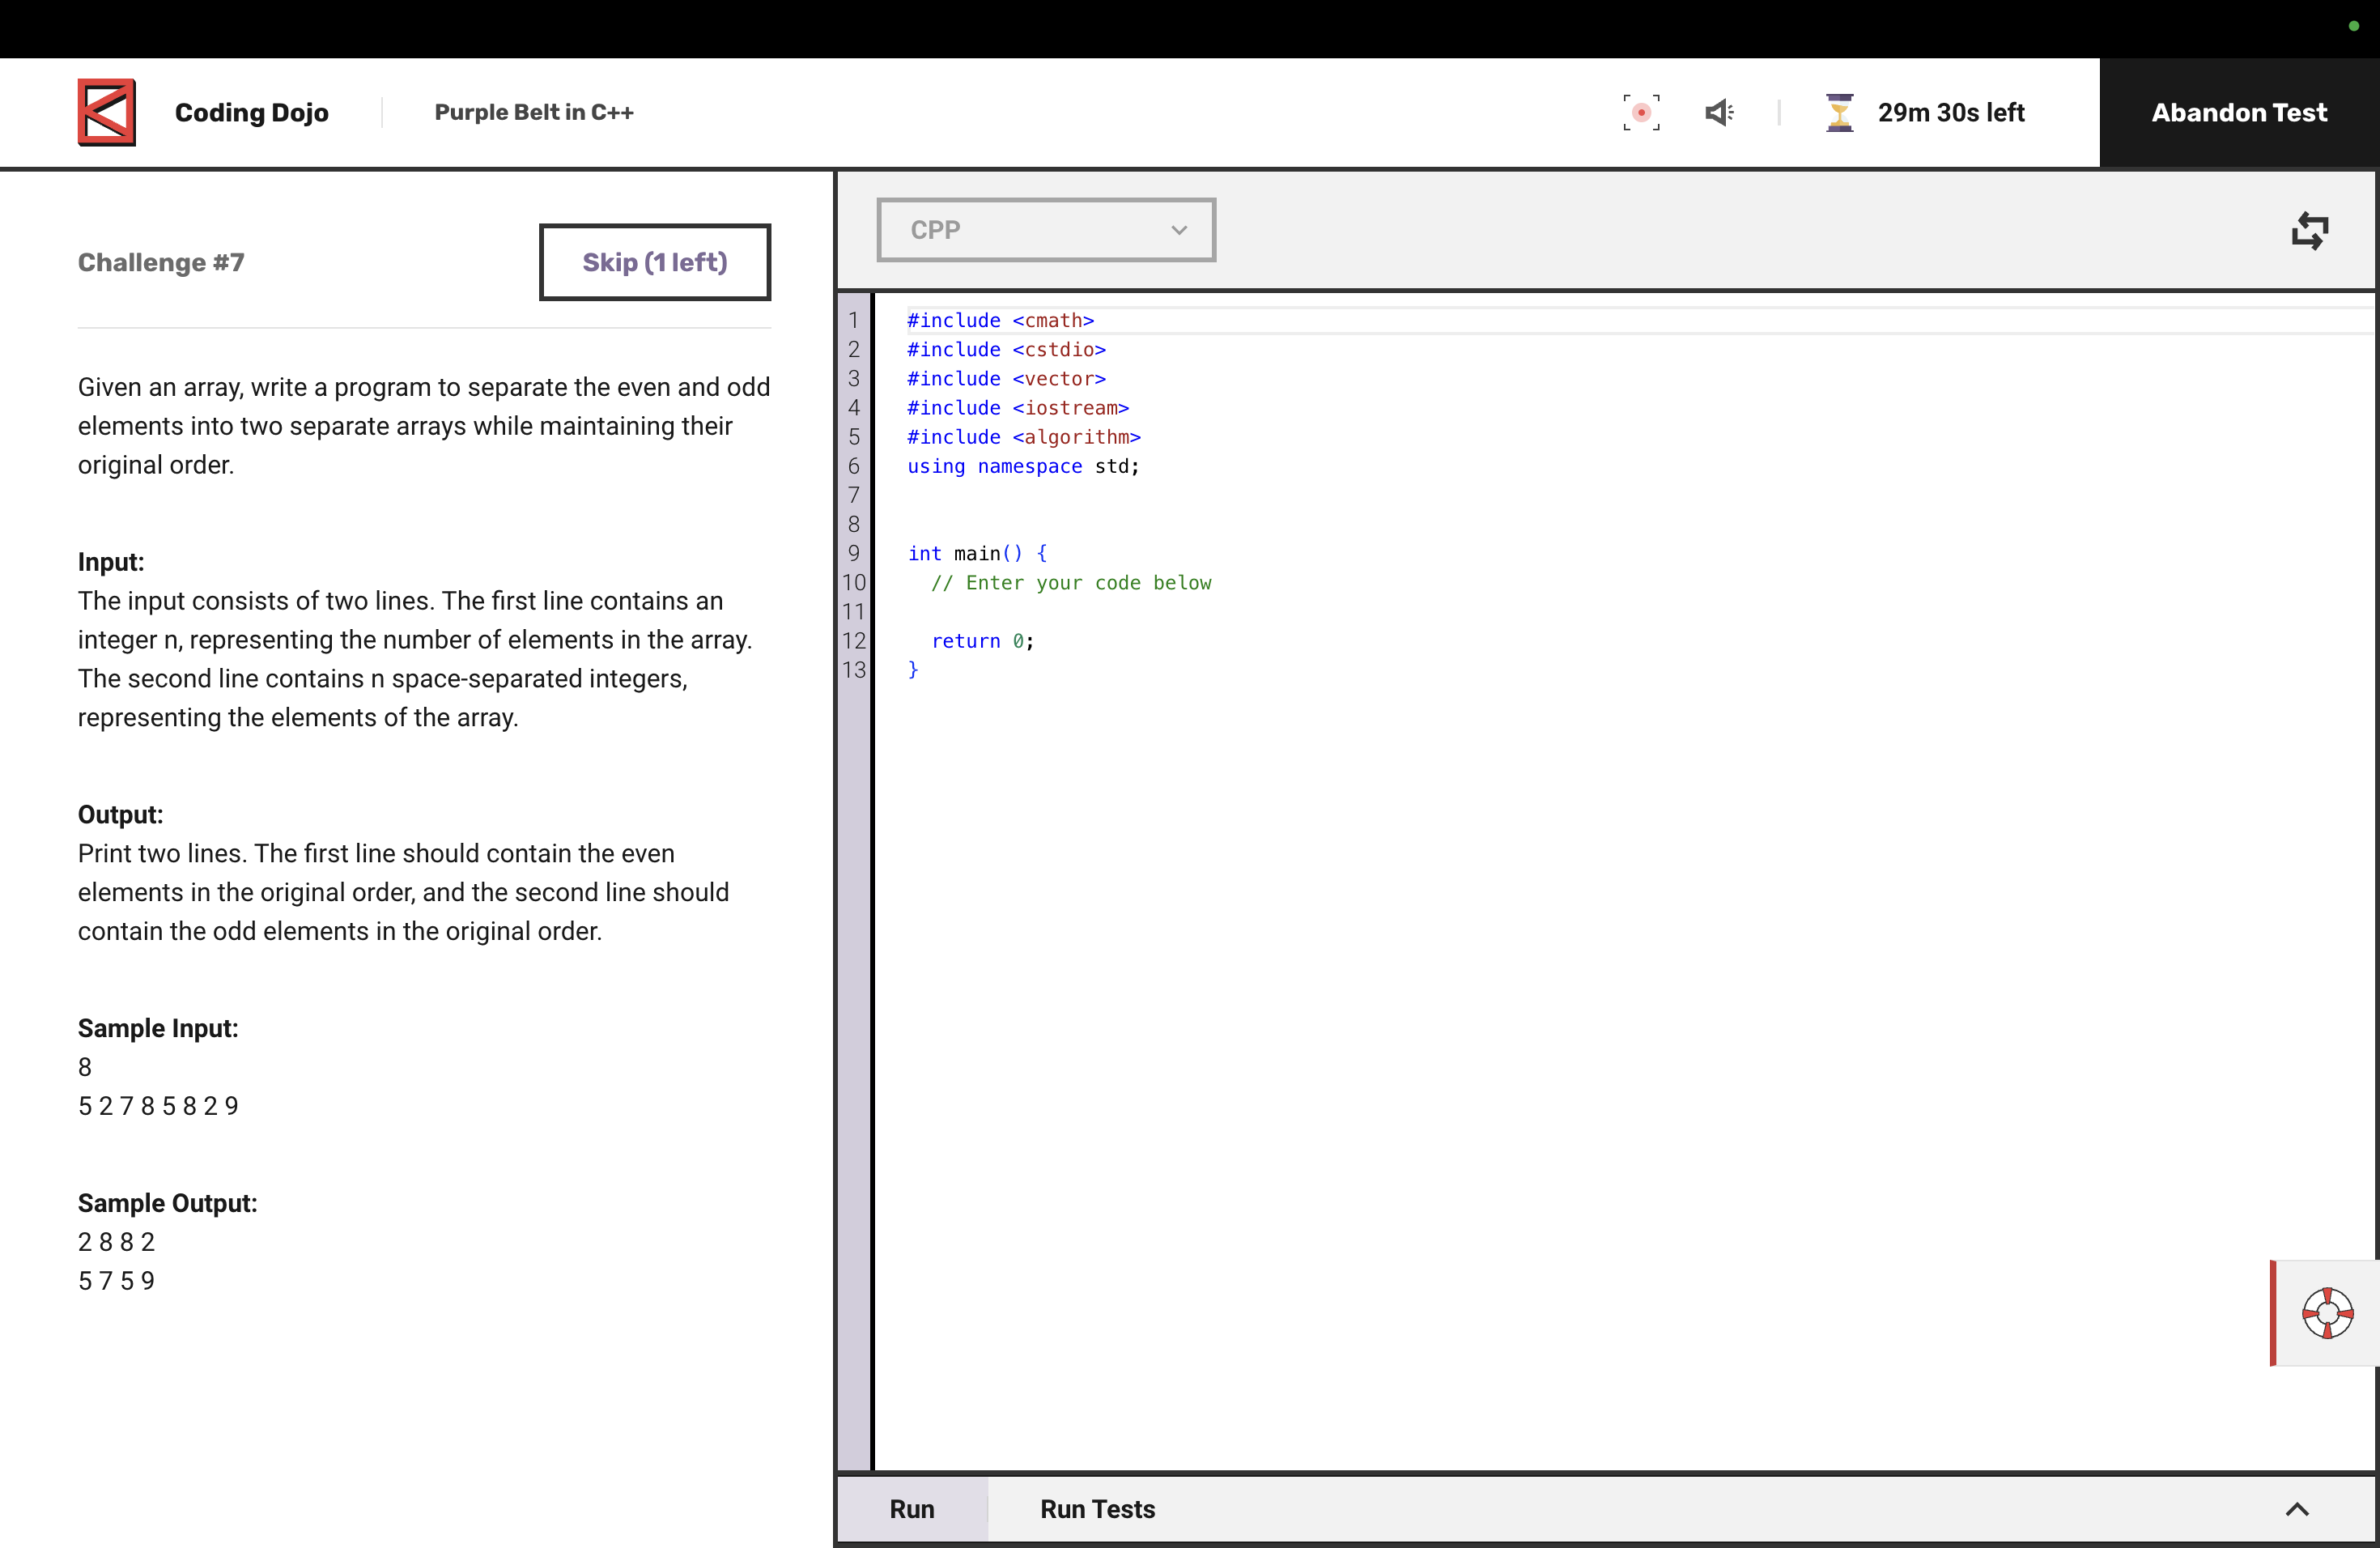 Coding Dojo
Purple Belt in C++
29m 30s left
Abandon Test
Challenge #7
Skip (1 left)
Given an array, write a program to separate the even and odd
elements into two separate arrays while maintaining their
original order.
Input:
The input consists of two lines. The first line contains an
integer n, representing the number of elements in the array.
The second line contains n space-separated integers,
representing the elements of the array.
Output:
Print two lines. The first line should contain the even
elements in the original order, and the second line should
contain the odd elements in the original order.
Sample Input:
8
5 2 7 8 5 8 2 9
Sample Output:
2 8 8 2
5 7 5 9
CPP
1 #include <cmath>
2 #include <cstdio>
3 #include <vector>
4 #include <iostream>
5 #include <algorithm>
6 using namespace std;
7
8
9 int main() {
10 // Enter your code below
11
12 return 0;
13 }
Run
Run Tests